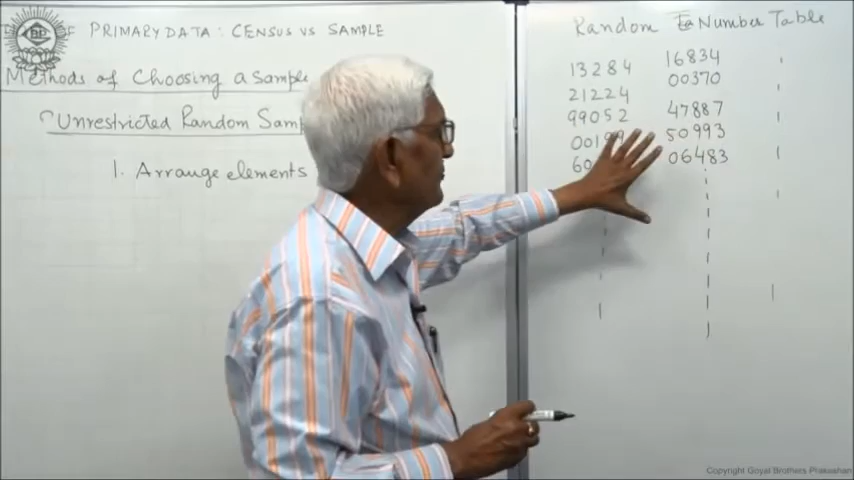 PRIMARY DATA : CENSUS VS SAMPLE
Methods of Choosing a Sample
Unrestricted Random Sam
1. Arrange elements
Random Number Table
13284 16834
21224 00370
99052 47887
50993
06483
Copyright Goyal Brothers Prakashan